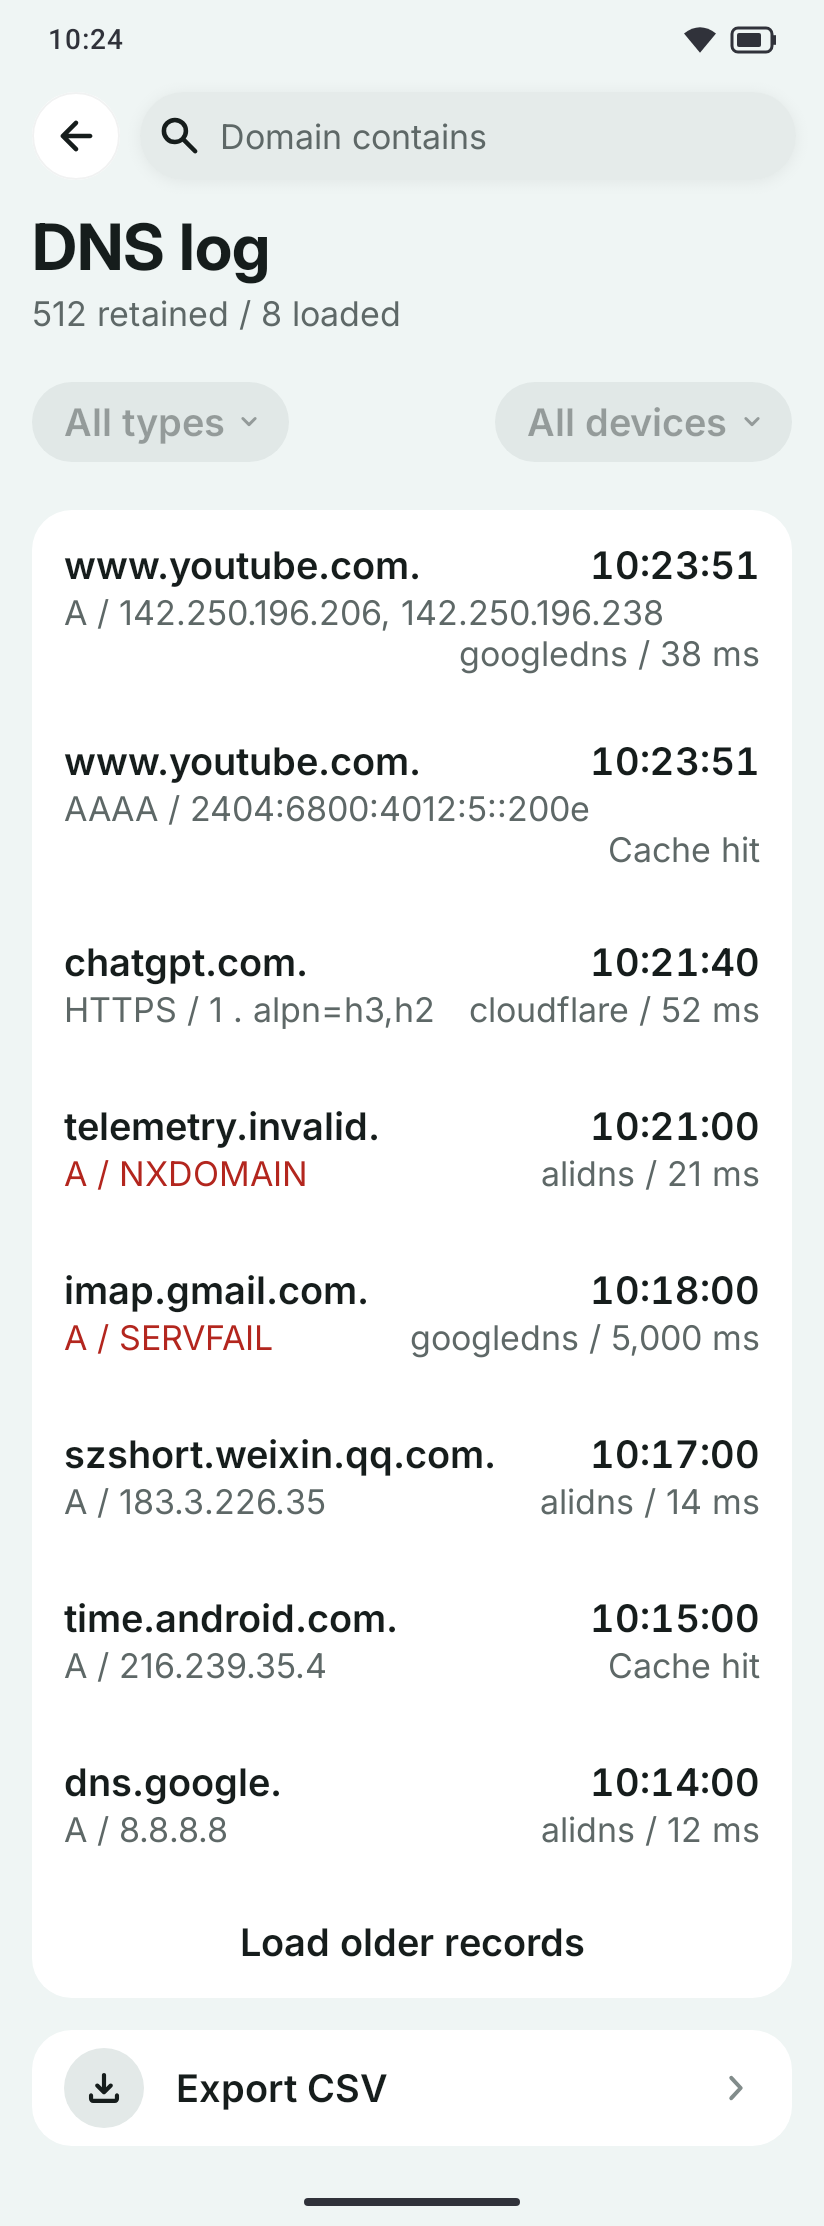 10:24
Domain contains
DNS log
512 retained / 8 loaded
All types
All devices
www.youtube.com. 10:23:51
A / 142.250.196.206, 142.250.196.238
googledns / 38 ms
www.youtube.com. 10:23:51
AAAA / 2404:6800:4012:5::200e
Cache hit
chatgpt.com. 10:21:40
HTTPS / 1 . alpn=h3,h2 cloudflare / 52 ms
telemetry.invalid. 10:21:00
A / NXDOMAIN alidns / 21 ms
imap.gmail.com. 10:18:00
A / SERVFAIL googledns / 5,000 ms
szshort.weixin.qq.com. 10:17:00
A / 183.3.226.35 alidns / 14 ms
time.android.com. 10:15:00
A / 216.239.35.4 Cache hit
dns.google. 10:14:00
A / 8.8.8.8 alidns / 12 ms
Load older records
Export CSV